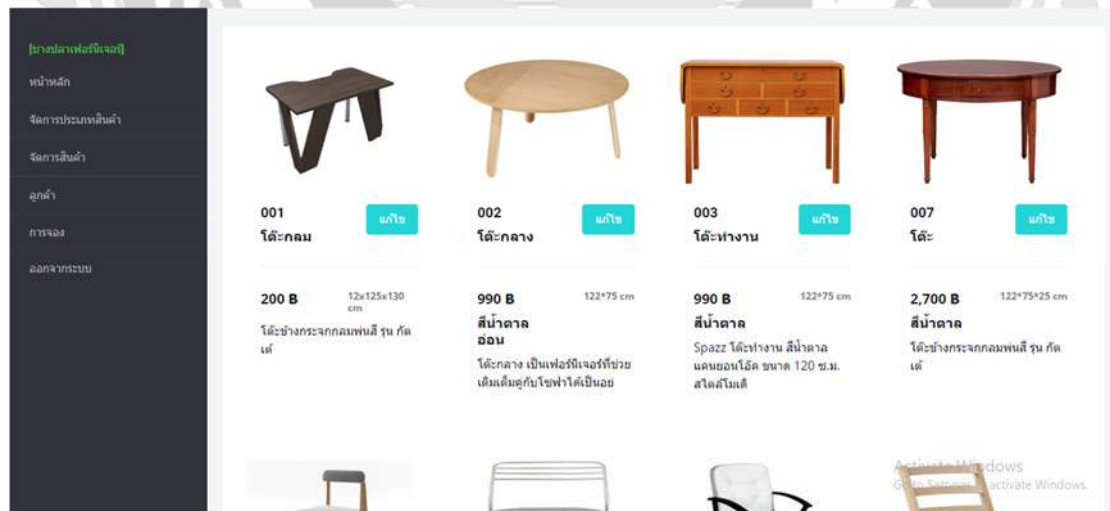 [บางปลาเฟอร์นิเจอร์]
หน้าหลัก
จัดการประเภทสินค้า
จัดการสินค้า
ลูกค้า
การจอง
ออกจากระบบ
001
โต๊ะกลม
แก้ไข
200 B
12x125x130
cm
โต๊ะข้างกระจกกลมพ่นสี รุ่น กัต
เต้
002
โต๊ะกลาง
แก้ไข
990 B
122*75 cm
สีน้ำตาล
อ่อน
โต๊ะกลาง เป็นเฟอร์นิเจอร์ที่ช่วย
เติมเต็มคู่กับโซฟาได้เป็นอย่
003
โต๊ะทำงาน
แก้ไข
990 B
122*75 cm
สีน้ำตาล
Spazz โต๊ะทำงาน สีน้ำตาล
แคนยอนโอ๊ค ขนาด 120 ซ.ม.
สไตล์โมเดิ
007
โต๊ะ
แก้ไข
2,700 B
122*75*25 cm
สีน้ำตาล
โต๊ะข้างกระจกกลมพ่นสี รุ่น กัต
เต้
Activate Windows
Go to Settings to activate Windows.